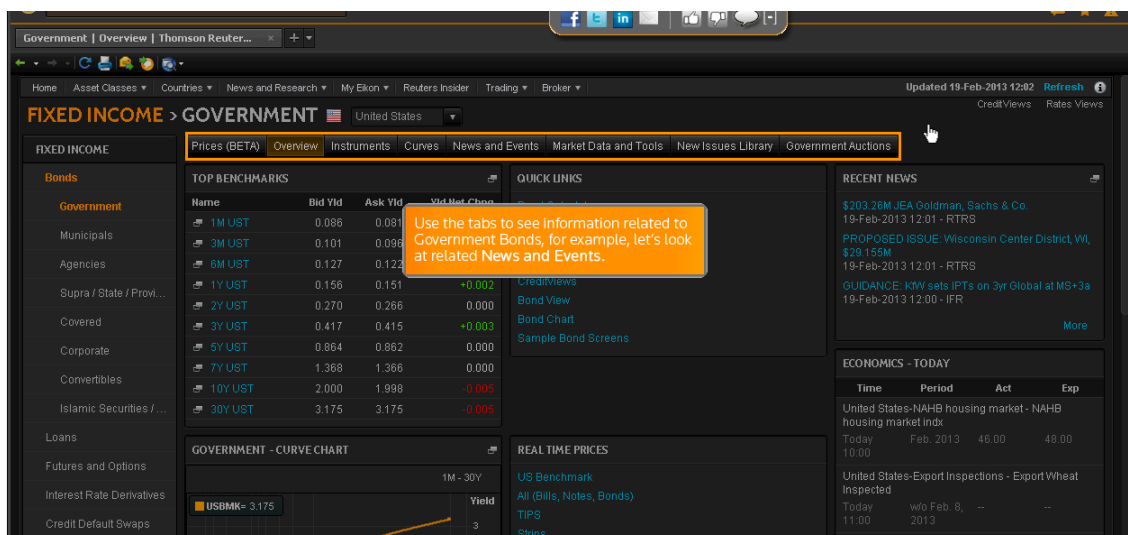 Government | Overview | Thomson Reuter...
Home Asset Classes Countries News and Research My Eikon Reuters Insider Trading Broker Updated 19-Feb-2013 12:02 Refresh
CreditViews Rates Views
FIXED INCOME > GOVERNMENT United States
Prices (BETA) Overview Instruments Curves News and Events Market Data and Tools New Issues Library Government Auctions
FIXED INCOME
Bonds
Government
Municipals
Agencies
Supra / State / Provi...
Covered
Corporate
Convertibles
Islamic Securities / ...
Loans
Futures and Options
Interest Rate Derivatives
Credit Default Swaps
TOP BENCHMARKS
Name Bid Yld Ask Yld Yld Net Chng
1M UST 0.086 0.081
3M UST 0.101 0.096
6M UST 0.127 0.122
1Y UST 0.156 0.151 +0.002
2Y UST 0.270 0.266 0.000
3Y UST 0.417 0.415 +0.003
5Y UST 0.864 0.862 0.000
7Y UST 1.368 1.366 0.000
10Y UST 2.000 1.998 -0.005
30Y UST 3.175 3.175 -0.005
Use the tabs to see information related to
Government Bonds, for example, let's look
at related News and Events.
GOVERNMENT - CURVE CHART
1M - 30Y
USBMK= 3.175
Yield
3
QUICK LINKS
CreditViews
Bond View
Bond Chart
Sample Bond Screens
REAL TIME PRICES
US Benchmark
All (Bills, Notes, Bonds)
TIPS
Strips
RECENT NEWS
$203.26M JEA Goldman, Sachs & Co.
19-Feb-2013 12:01 - RTRS
PROPOSED ISSUE: Wisconsin Center District, WI,
$29.155M
19-Feb-2013 12:01 - RTRS
GUIDANCE: KfW sets IPTs on 3yr Global at MS+3a
19-Feb-2013 12:00 - IFR
More
ECONOMICS - TODAY
Time Period Act Exp
United States-NAHB housing market - NAHB
housing market indx
Today Feb. 2013 46.00 48.00
10:00
United States-Export Inspections - Export Wheat
Inspected
Today w/o Feb. 8, -- --
11:00 2013